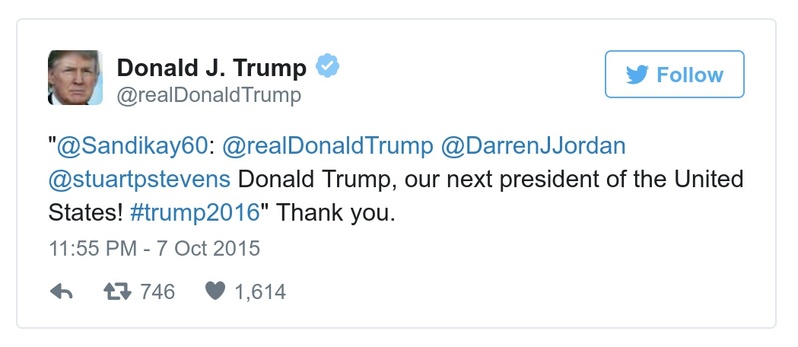 Donald J. Trump
@realDonaldTrump
Follow
"@Sandikay60: @realDonaldTrump @DarrenJJordan
@stuartpstevens Donald Trump, our next president of the United
States! #trump2016" Thank you.
11:55 PM - 7 Oct 2015
746 1,614